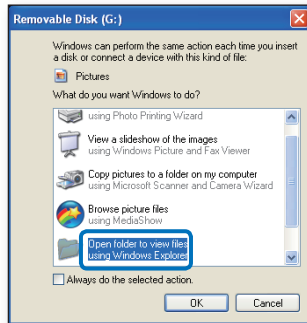 Removable Disk (G:)
Windows can perform the same action each time you insert
a disk or connect a device with this kind of file:
Pictures
What do you want Windows to do?
using Photo Printing Wizard
View a slideshow of the images
using Windows Picture and Fax Viewer
Copy pictures to a folder on my computer
using Microsoft Scanner and Camera Wizard
Browse picture files
using MediaShow
Open folder to view files
using Windows Explorer
Always do the selected action.
OK
Cancel